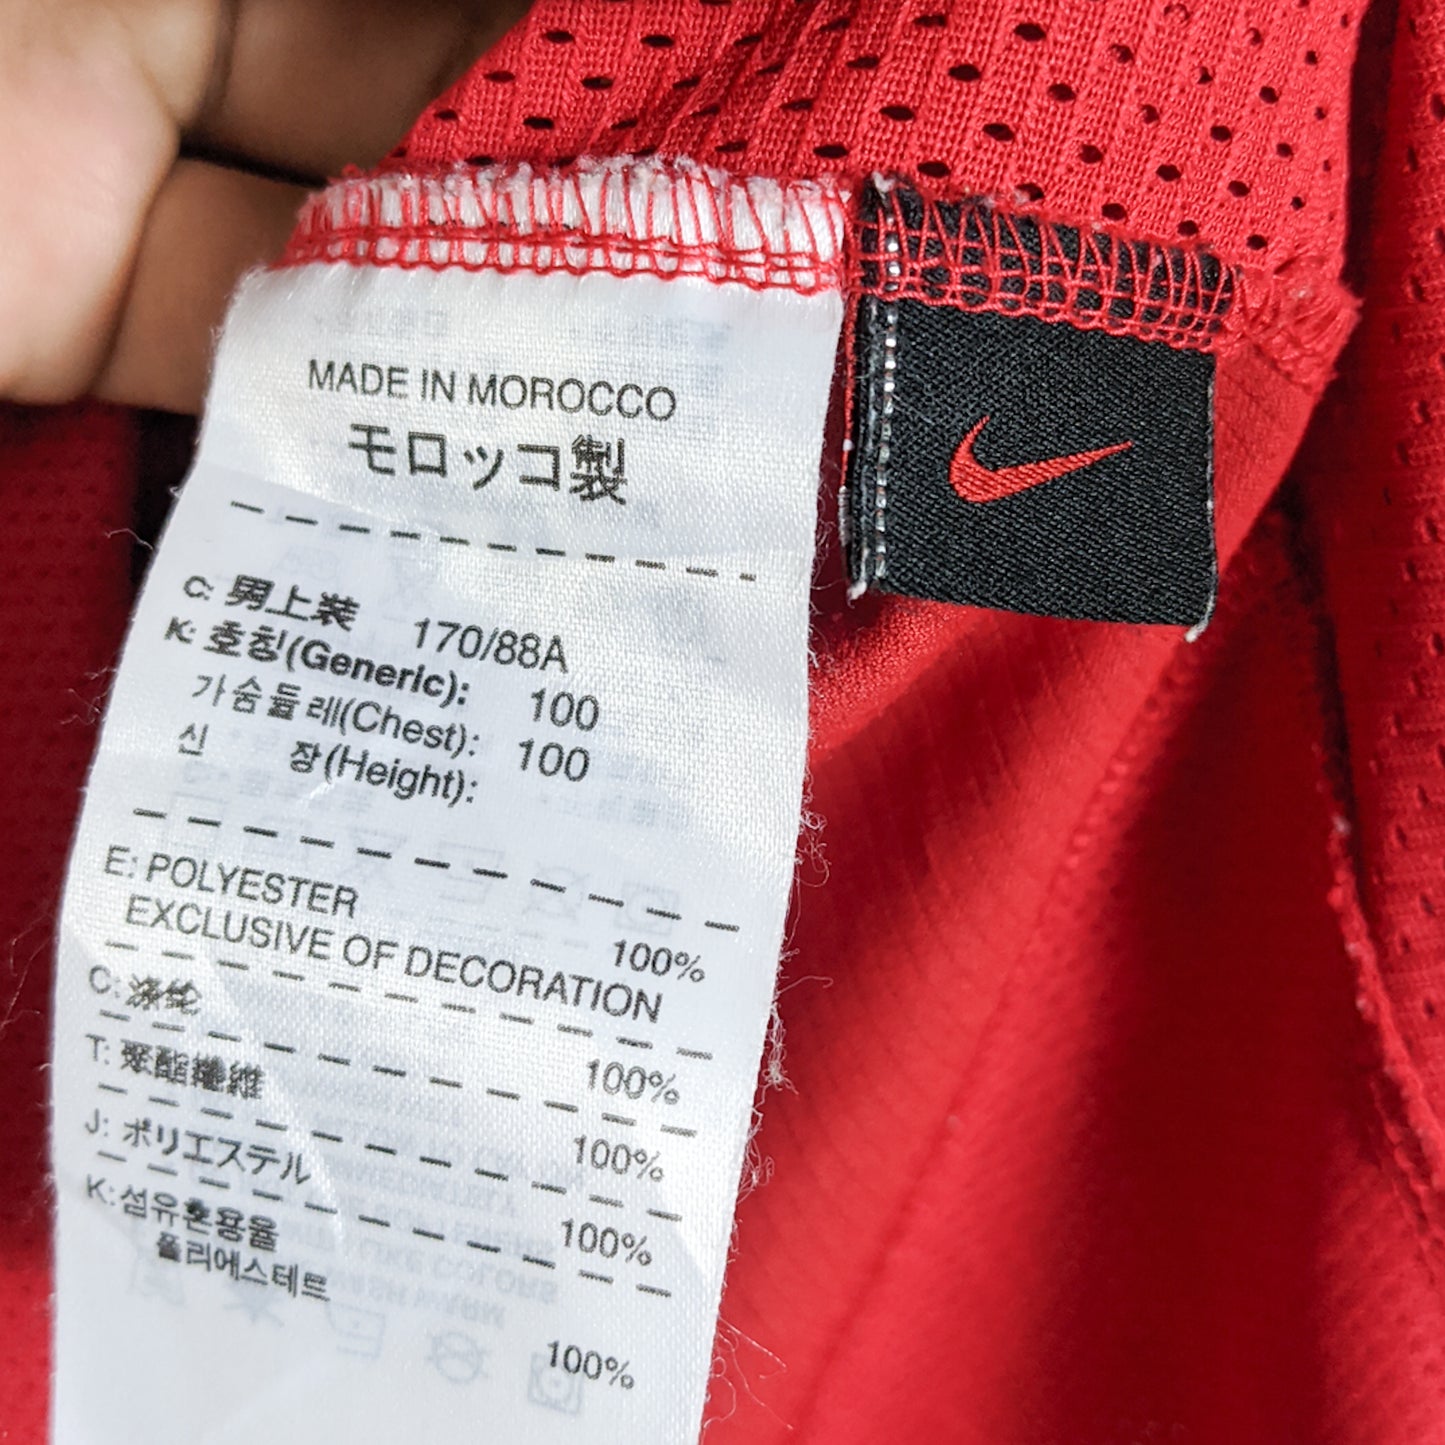 MADE IN MOROCCO
モロッコ製
C: 男上装 170/88A
K: 호칭(Generic): 100
가슴둘레(Chest): 100
신 장(Height):
E: POLYESTER 100%
EXCLUSIVE OF DECORATION
C: 涤纶 100%
T: 聚酯纖維 100%
J: ポリエステル 100%
K: 섬유혼용율
폴리에스테르 100%